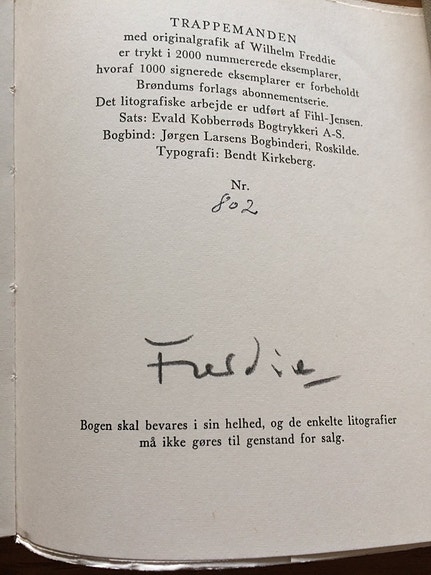 TRAPPEMANDEN
med originalgrafik af Wilhelm Freddie
er trykt i 2000 nummererede eksemplarer,
hvoraf 1000 signerede eksemplarer er forbeholdt
Brøndums forlags abonnementserie.
Det litografiske arbejde er udført af Fihl-Jensen.
Sats: Evald Kobberrøds Bogtrykkeri A-S.
Bogbind: Jørgen Larsens Bogbinderi, Roskilde.
Typografi: Bendt Kirkeberg.
Nr.
802
Freddie
Bogen skal bevares i sin helhed, og de enkelte litografier
må ikke gøres til genstand for salg.